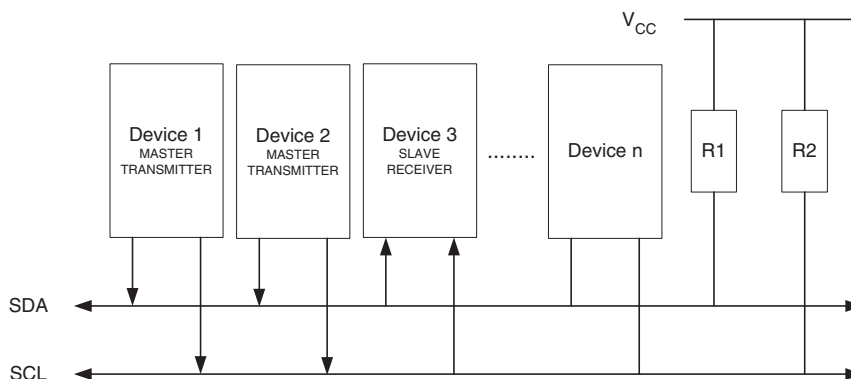 VCC
Device 1
MASTER
TRANSMITTER
Device 2
MASTER
TRANSMITTER
Device 3
SLAVE
RECEIVER
........
Device n
R1
R2
SDA
SCL